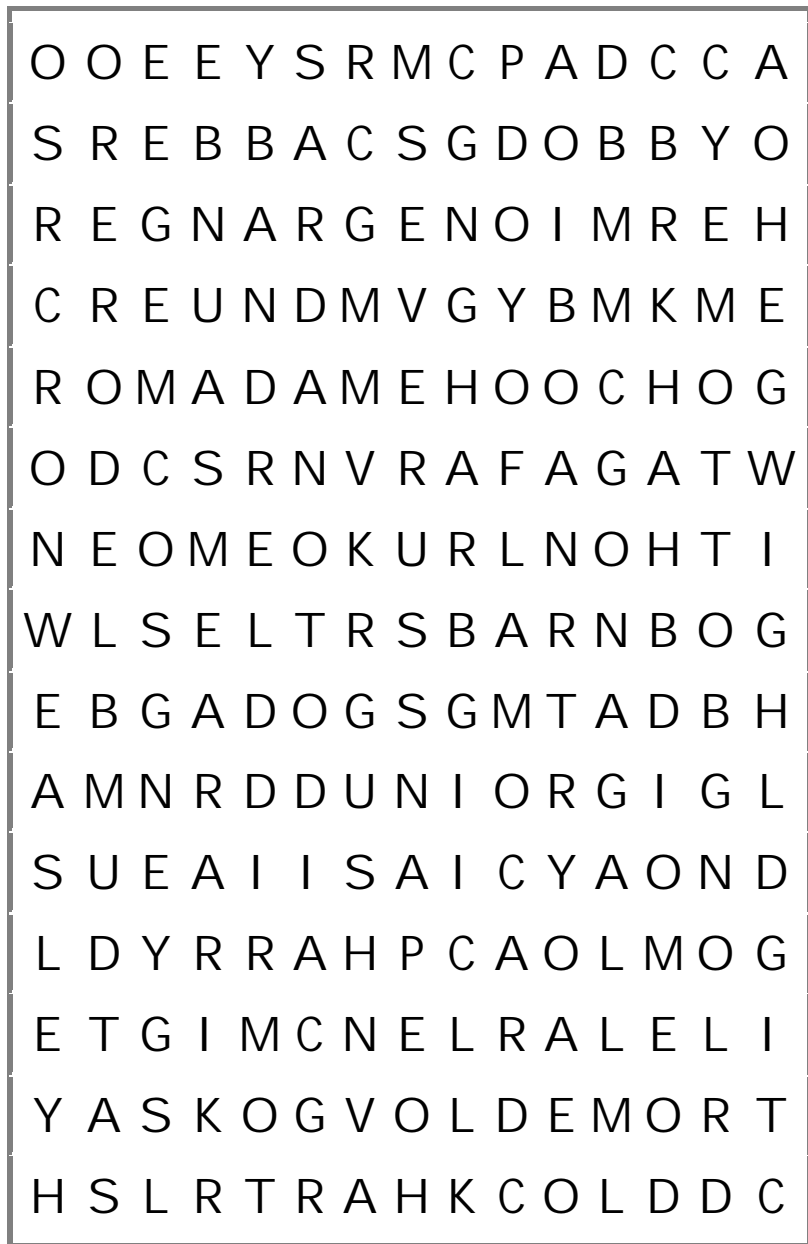 O O E E Y S R M C P A D C C A
S R E B B A C S G D O B B Y O
R E G N A R G E N O I M R E H
C R E U N D M V G Y B M K M E
R O M A D A M E H O O C H O G
O D C S R N V R A F A G A T W
N E O M E O K U R L N O H T I
W L S E L T R S B A R N B O G
E B G A D O G S G M T A D B H
A M N R D D U N I O R G I G L
S U E A I I S A I C Y A O N D
L D Y R R A H P C A O L M O G
E T G I M C N E L R A L E L I
Y A S K O G V O L D E M O R T
H S L R T R A H K C O L D D C